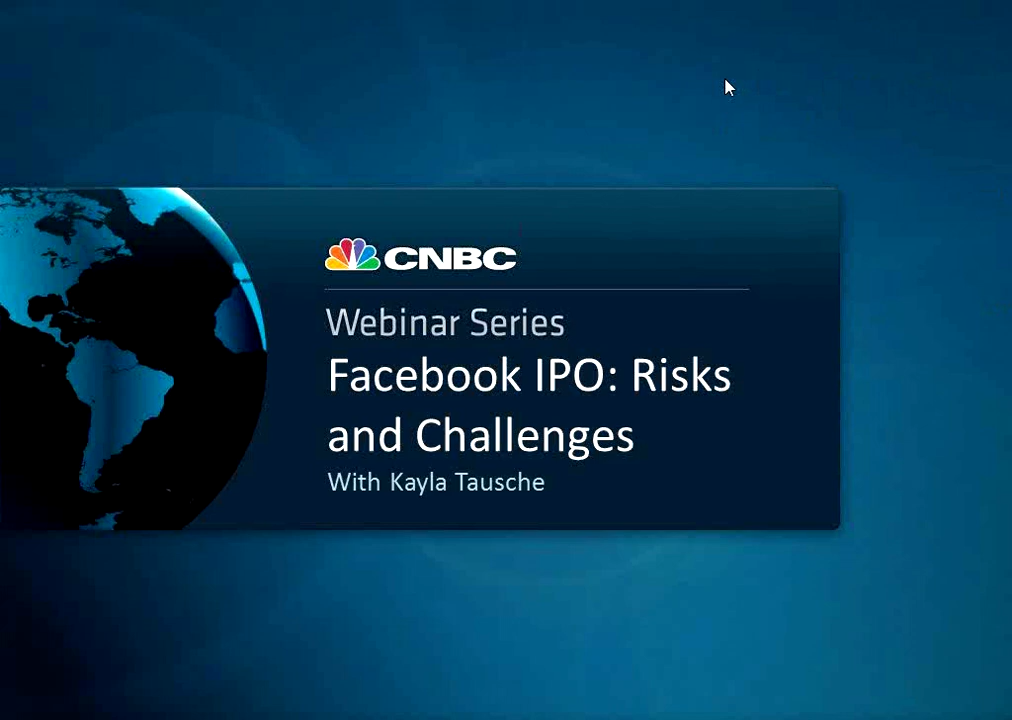 CNBC
Webinar Series
Facebook IPO: Risks
and Challenges
With Kayla Tausche